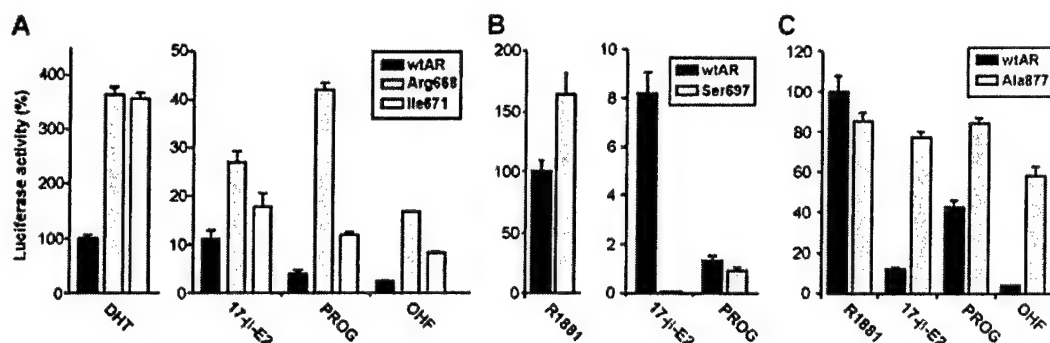 A
B
C
Luciferase activity (%)
400
300
200
100
0
50
40
30
20
10
0
wtAR
Arg668
Ile671
DHT
17-β-E2
PROG
OHF
200
150
100
50
0
8
6
4
2
0
wtAR
Ser697
R1881
17-β-E2
PROG
120
100
80
60
40
20
0
wtAR
Ala877
R1881
17-β-E2
PROG
OHF